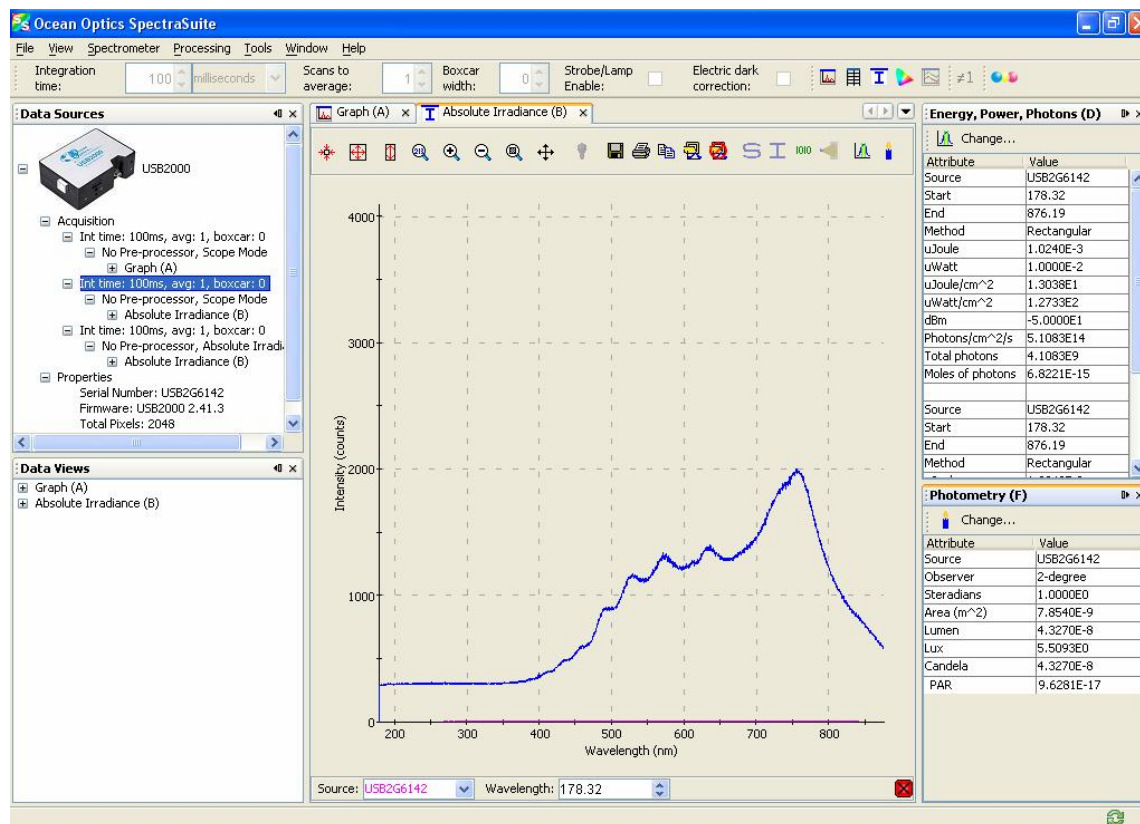 Ocean Optics SpectraSuite
File View Spectrometer Processing Tools Window Help
Integration time: 100 milliseconds Scans to average: 1 Boxcar width: 0 Strobe/Lamp Enable: Electric dark correction: ≠1
Data Sources
USB2000
Acquisition
Int time: 100ms, avg: 1, boxcar: 0
No Pre-processor, Scope Mode
Graph (A)
Int time: 100ms, avg: 1, boxcar: 0
No Pre-processor, Scope Mode
Absolute Irradiance (B)
Int time: 100ms, avg: 1, boxcar: 0
No Pre-processor, Absolute Irradi
Absolute Irradiance (B)
Properties
Serial Number: USB2G6142
Firmware: USB2000 2.41.3
Total Pixels: 2048
Data Views
Graph (A)
Absolute Irradiance (B)
Graph (A) Absolute Irradiance (B)
4000
3000
2000
1000
0
Intensity (counts)
200 300 400 500 600 700 800
Wavelength (nm)
Source: USB2G6142 Wavelength: 178.32
Energy, Power, Photons (D)
Change...
Attribute Value
Source USB2G6142
Start 178.32
End 876.19
Method Rectangular
uJoule 1.0240E-3
uWatt 1.0000E-2
uJoule/cm^2 1.3038E1
uWatt/cm^2 1.2733E2
dBm -5.0000E1
Photons/cm^2/s 5.1083E14
Total photons 4.1083E9
Moles of photons 6.8221E-15
Source USB2G6142
Start 178.32
End 876.19
Method Rectangular
Photometry (F)
Change...
Attribute Value
Source USB2G6142
Observer 2-degree
Steradians 1.0000E0
Area (m^2) 7.8540E-9
Lumen 4.3270E-8
Lux 5.5093E0
Candela 4.3270E-8
PAR 9.6281E-17